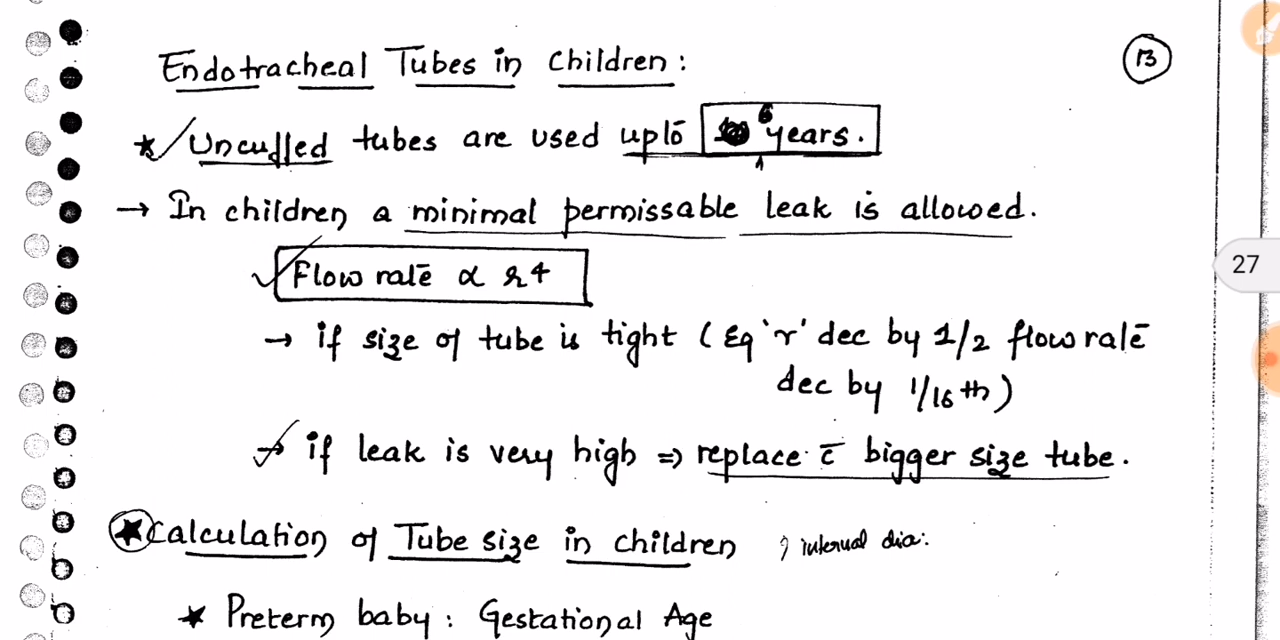 Endotracheal Tubes in Children :
13
* ✓ Uncuffed tubes are used upto 6 years.
→ In children a minimal permissable leak is allowed.
✓ Flow rate ∝ r4
→ if size of tube is tight ( Eg 'r' dec by 1/2 flow rate
dec by 1/16th )
27
→ if leak is very high ⇒ replace c̅ bigger size tube.
* Calculation of Tube size in children ; internal dia:
* Preterm baby : Gestational Age